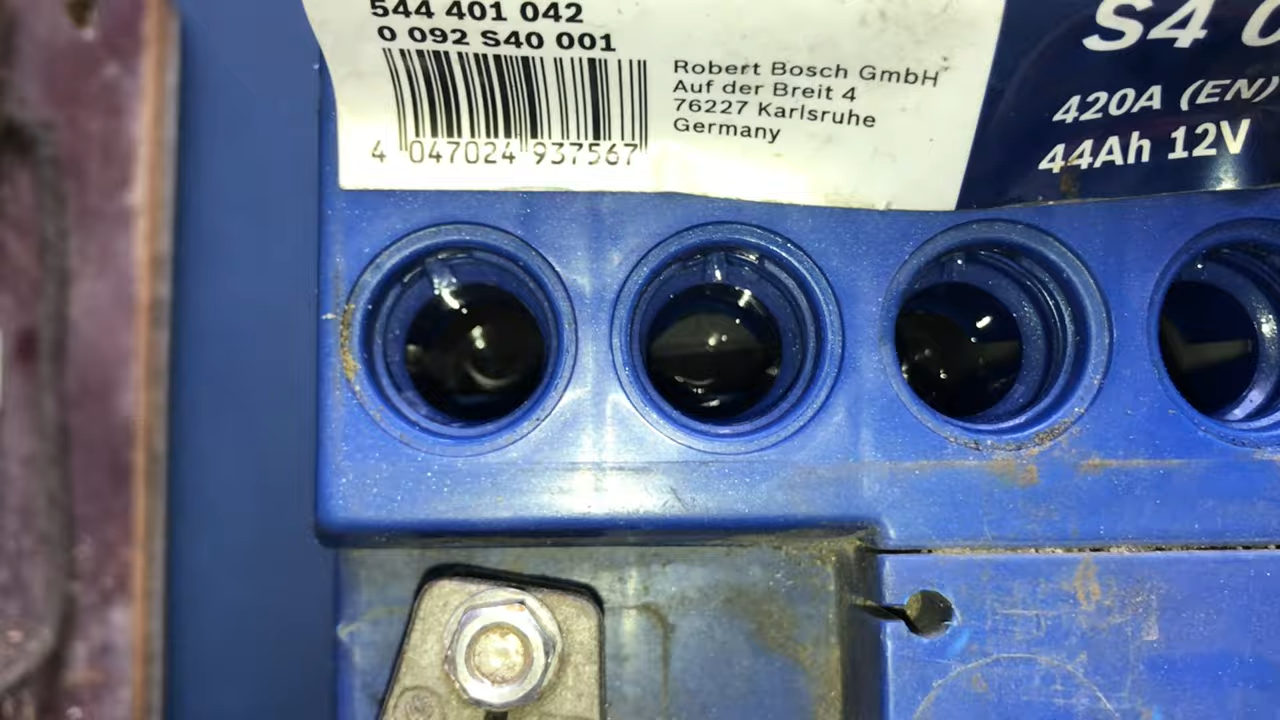 544 401 042
0 092 S40 001
4 047024 937567
Robert Bosch GmbH
Auf der Breit 4
76227 Karlsruhe
Germany
S4
420A (EN)
44Ah 12V